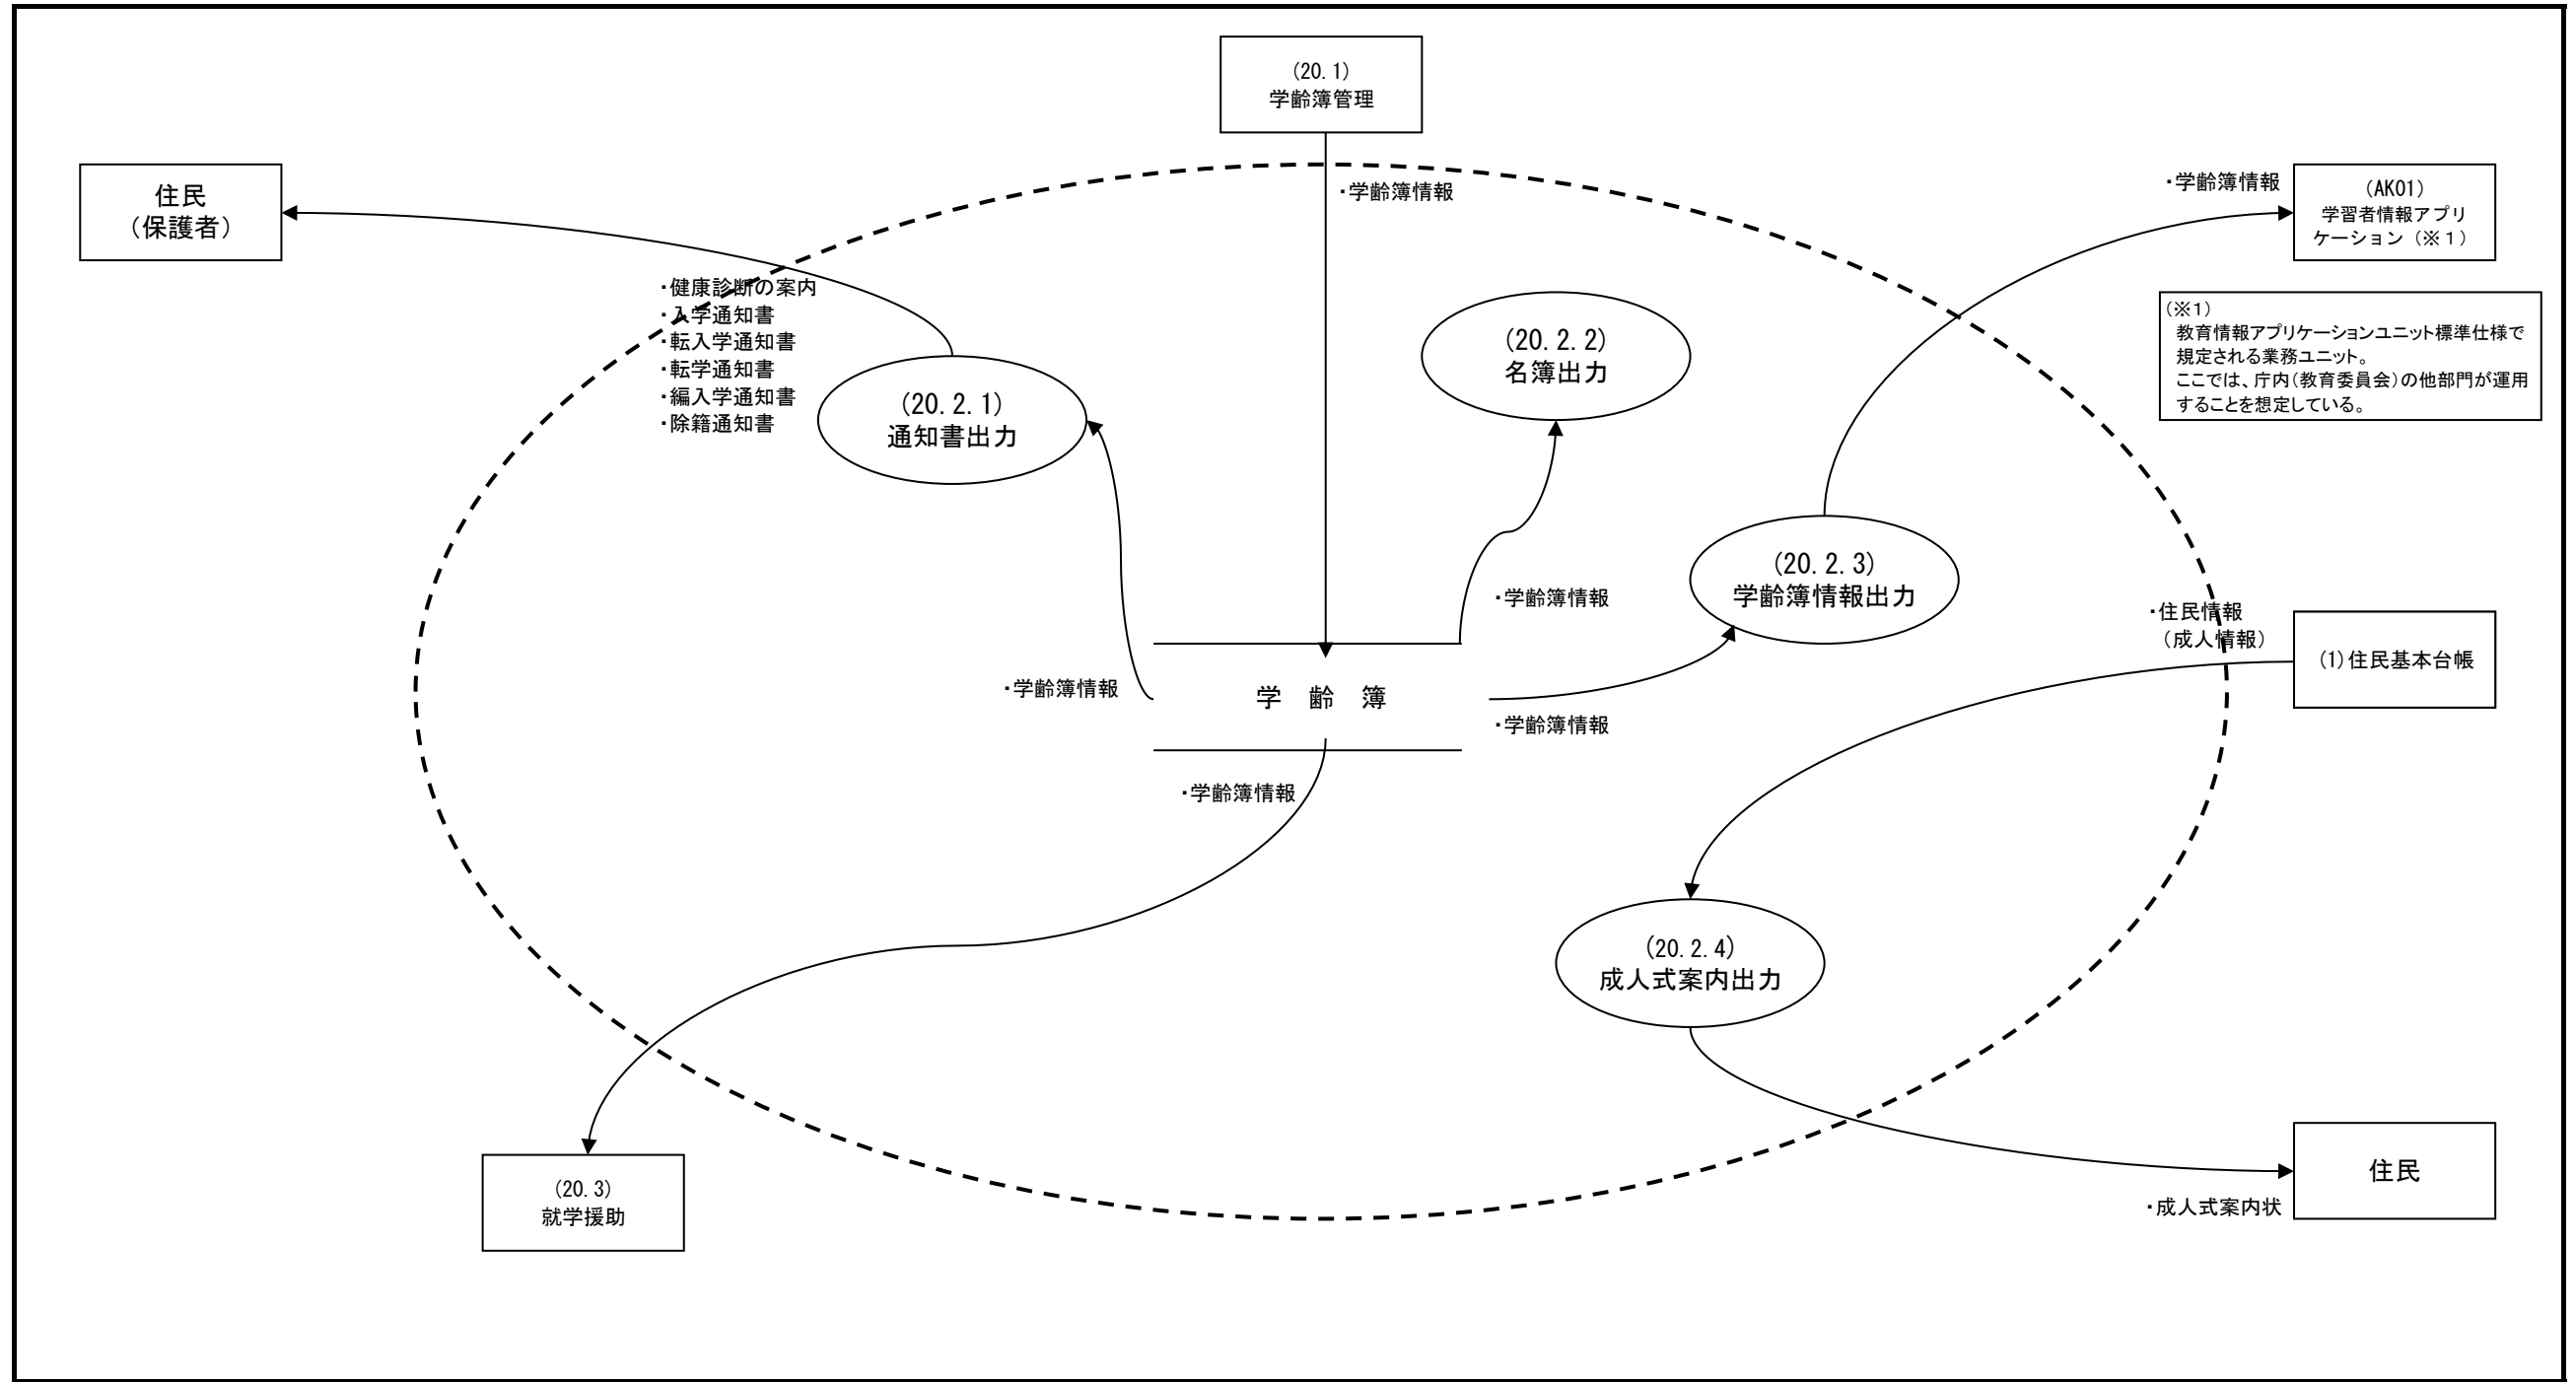 (20.1)
学齢簿管理
・学齢簿情報
住民
（保護者）
・学齢簿情報
(AK01)
学習者情報アプリ
ケーション（※１）
(※1)
教育情報アプリケーションユニット標準仕様で
規定される業務ユニット。
ここでは、庁内(教育委員会)の他部門が運用
することを想定している。
・健康診断の案内
・入学通知書
・転入学通知書
・転学通知書
・編入学通知書
・除籍通知書
(20.2.1)
通知書出力
(20.2.2)
名簿出力
(20.2.3)
学齢簿情報出力
・学齢簿情報
・学齢簿情報
学　齢　簿
・学齢簿情報
・学齢簿情報
・住民情報
（成人情報）
(1)住民基本台帳
(20.2.4)
成人式案内出力
(20.3)
就学援助
住民
・成人式案内状